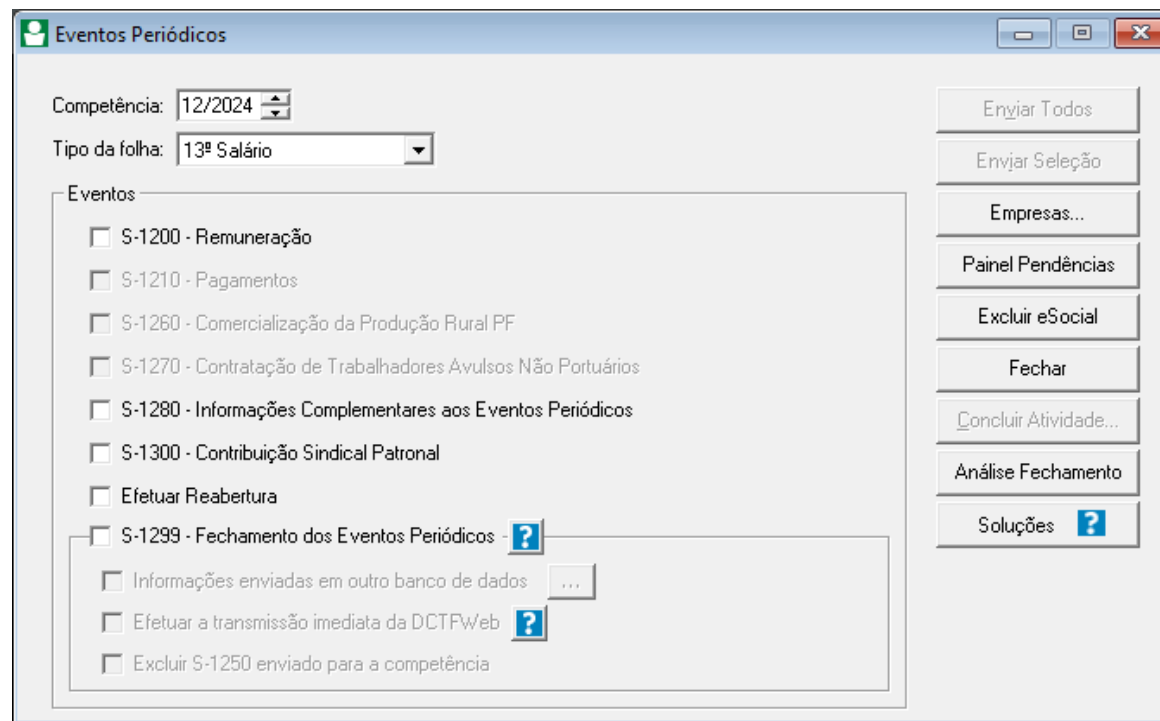 Eventos Periódicos
Competência: 12/2024
Tipo da folha: 13º Salário
Eventos
S-1200 - Remuneração
S-1210 - Pagamentos
S-1260 - Comercialização da Produção Rural PF
S-1270 - Contratação de Trabalhadores Avulsos Não Portuários
S-1280 - Informações Complementares aos Eventos Periódicos
S-1300 - Contribuição Sindical Patronal
Efetuar Reabertura
S-1299 - Fechamento dos Eventos Periódicos ?
Informações enviadas em outro banco de dados ...
Efetuar a transmissão imediata da DCTFWeb ?
Excluir S-1250 enviado para a competência
Enviar Todos
Enviar Seleção
Empresas...
Painel Pendências
Excluir eSocial
Fechar
Concluir Atividade...
Análise Fechamento
Soluções ?